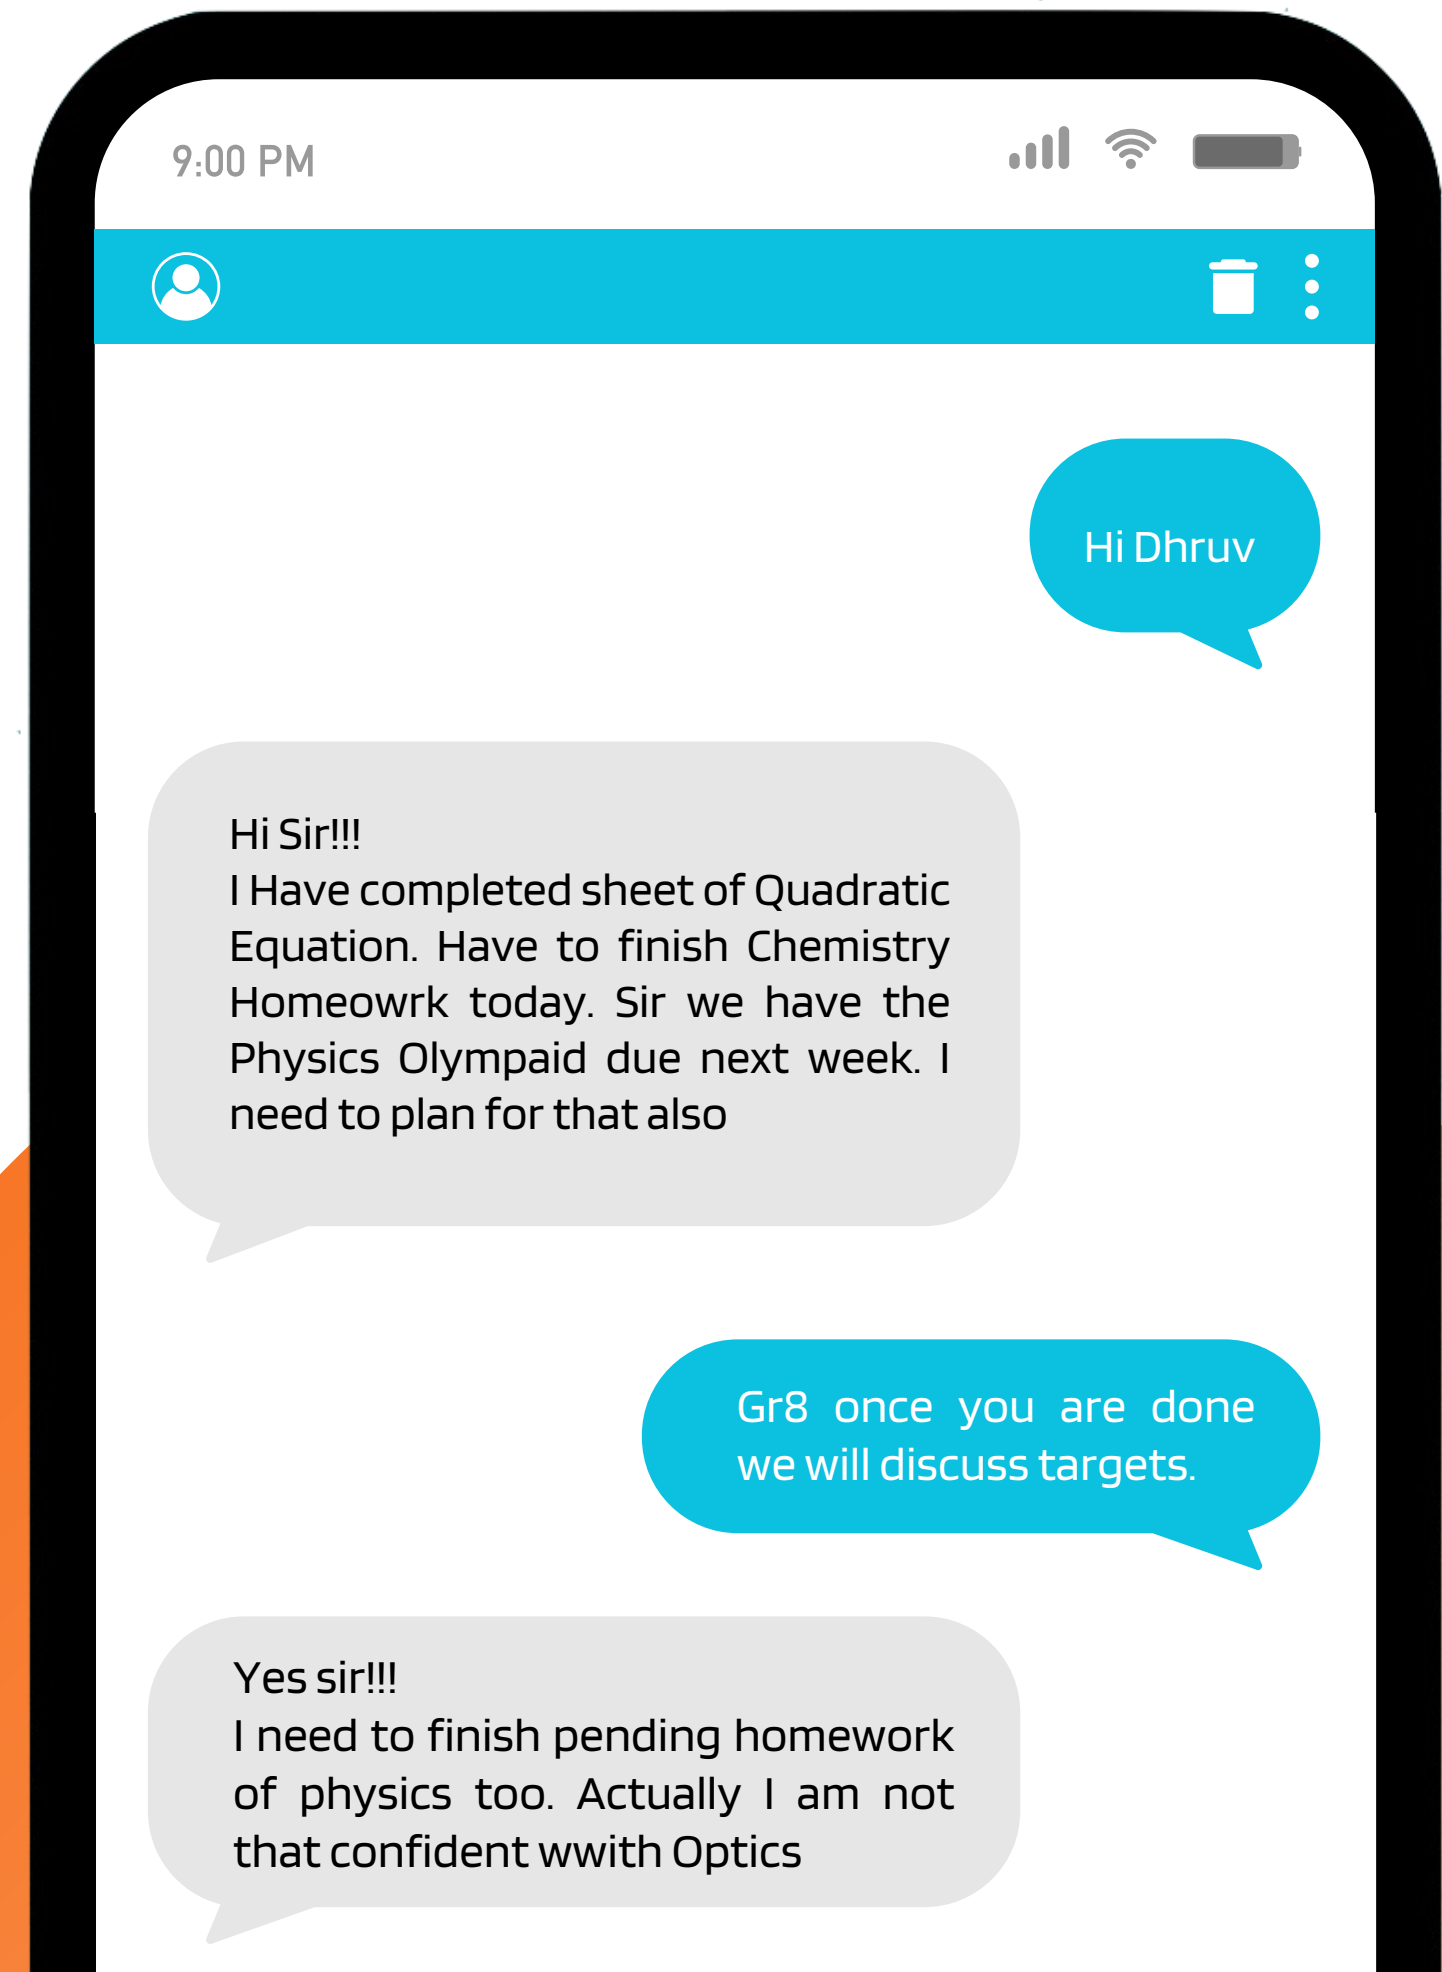 9:00 PM
Hi Dhruv
Hi Sir!!!
I Have completed sheet of Quadratic
Equation. Have to finish Chemistry
Homeowrk today. Sir we have the
Physics Olympaid due next week. I
need to plan for that also
Gr8 once you are done
we will discuss targets.
Yes sir!!!
I need to finish pending homework
of physics too. Actually I am not
that confident wwith Optics